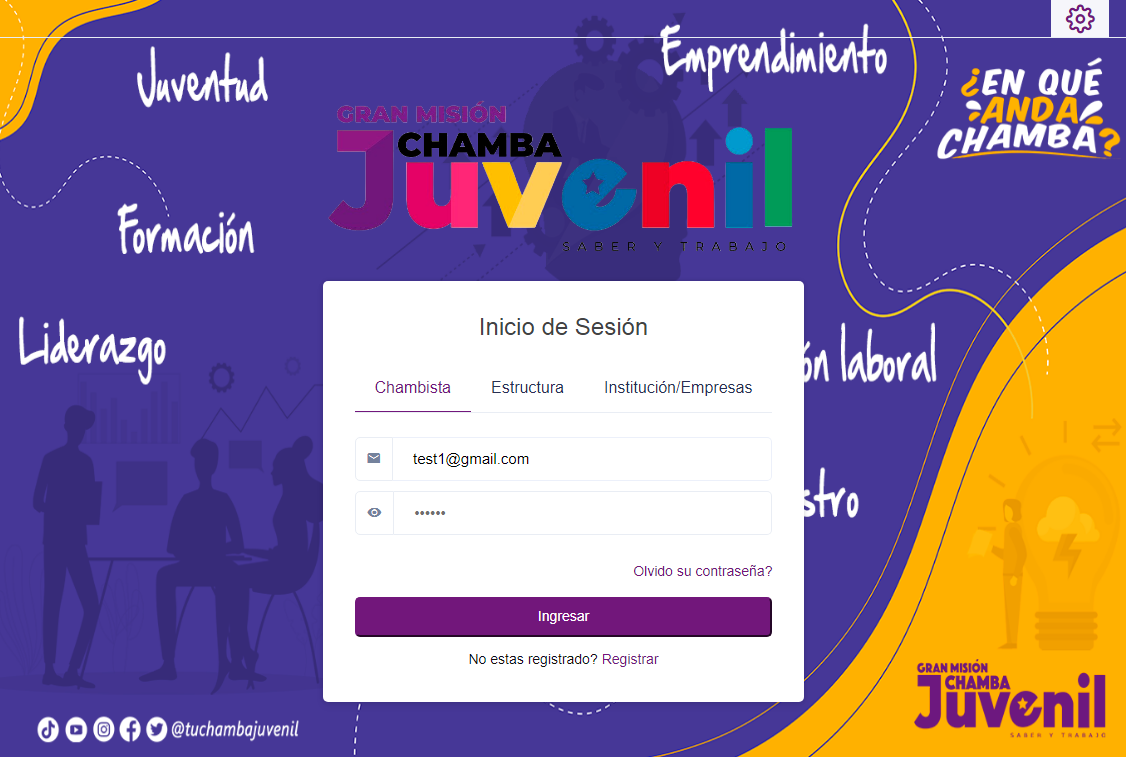 Juventud
Emprendimiento
¿EN QUÉ
ANDA
CHAMBA?
GRAN MISIÓN
CHAMBA
Juvenil
SABER Y TRABAJO
Formación
Liderazgo
Inicio de Sesión
Chambista Estructura Institución/Empresas
ón laboral
test1@gmail.com
••••••
stro
Olvido su contraseña?
Ingresar
No estas registrado? Registrar
GRAN MISIÓN
CHAMBA
Juvenil
SABER Y TRABAJO
@tuchambajuvenil